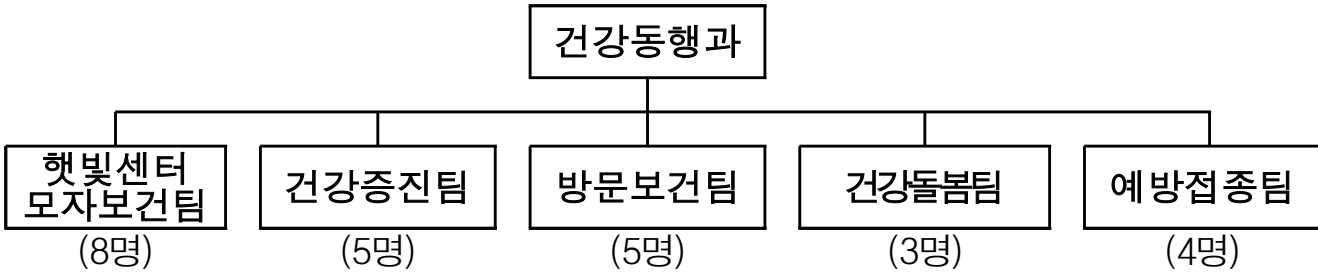 건강동행과
햇빛센터
모자보건팀
건강증진팀
방문보건팀
건강돌봄팀
예방접종팀
(8명)
(5명)
(5명)
(3명)
(4명)